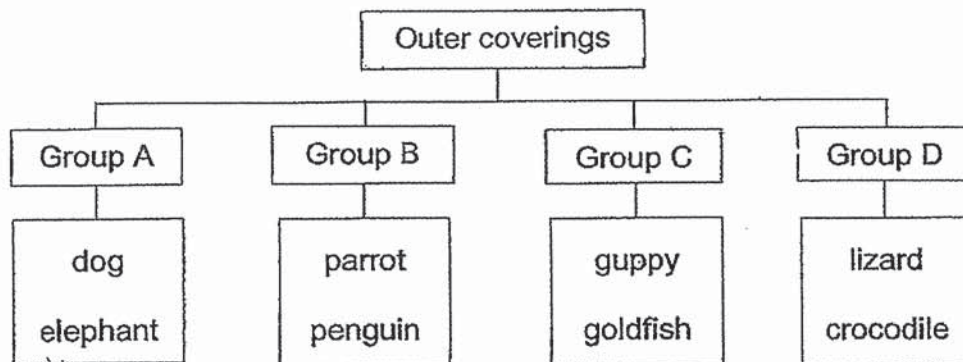 Outer coverings
Group A
Group B
Group C
Group D
dog
elephant
parrot
penguin
guppy
goldfish
lizard
crocodile